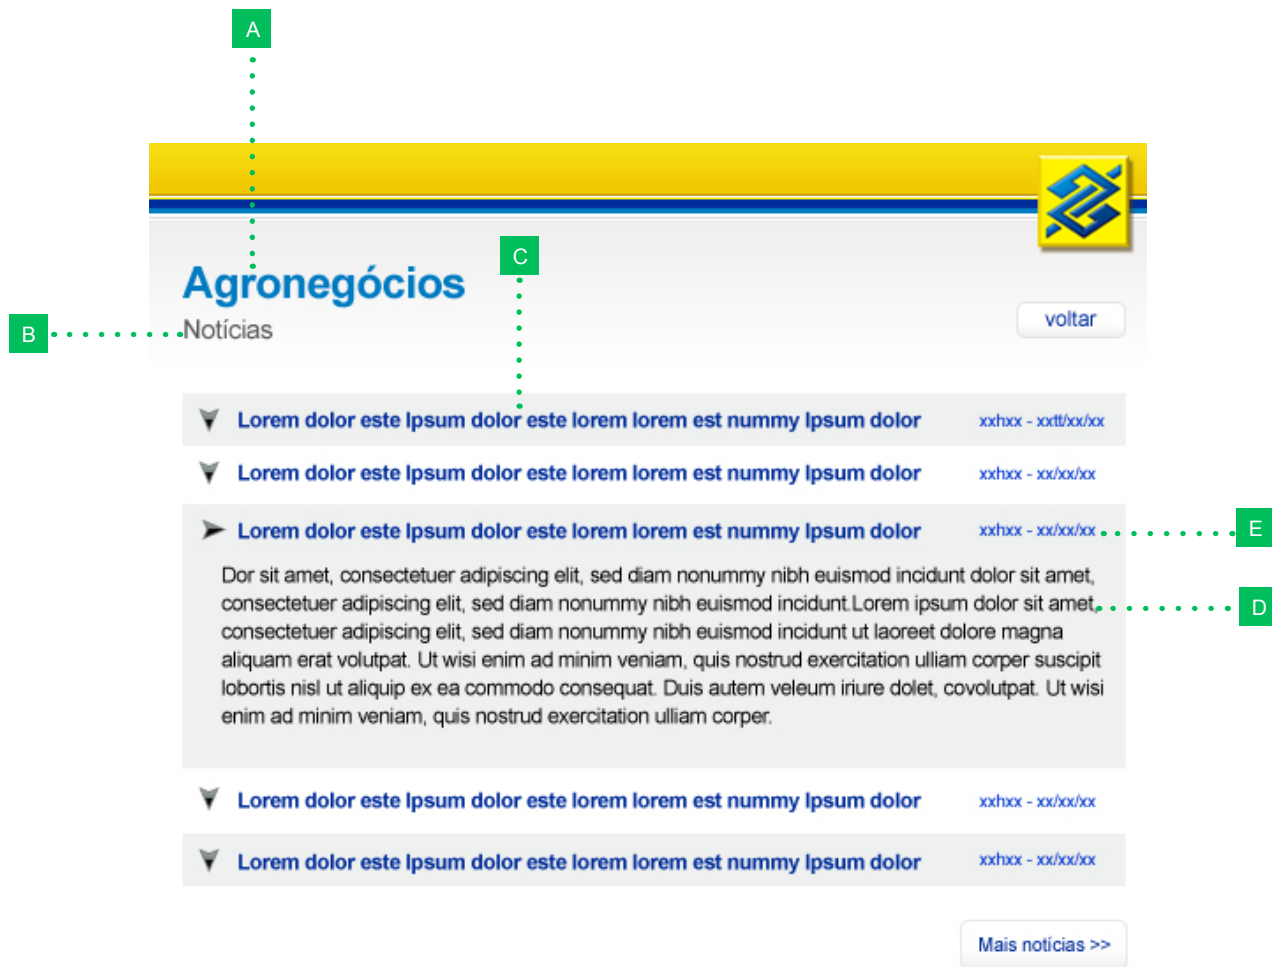 A
C
Agronegócios
B
Notícias
voltar
Lorem dolor este Ipsum dolor este lorem lorem est nummy Ipsum dolor xxhxx - xxtt/xx/xx
Lorem dolor este Ipsum dolor este lorem lorem est nummy Ipsum dolor xxhxx - xx/xx/xx
Lorem dolor este Ipsum dolor este lorem lorem est nummy Ipsum dolor xxhxx - xx/xx/xx
E
Dor sit amet, consectetuer adipiscing elit, sed diam nonummy nibh euismod incidunt dolor sit amet,
consectetuer adipiscing elit, sed diam nonummy nibh euismod incidunt.Lorem ipsum dolor sit amet,
D
consectetuer adipiscing elit, sed diam nonummy nibh euismod incidunt ut laoreet dolore magna
aliquam erat volutpat. Ut wisi enim ad minim veniam, quis nostrud exercitation ulliam corper suscipit
lobortis nisl ut aliquip ex ea commodo consequat. Duis autem veleum iriure dolet, covolutpat. Ut wisi
enim ad minim veniam, quis nostrud exercitation ulliam corper.
Lorem dolor este Ipsum dolor este lorem lorem est nummy Ipsum dolor xxhxx - xx/xx/xx
Lorem dolor este Ipsum dolor este lorem lorem est nummy Ipsum dolor xxhxx - xx/xx/xx
Mais notícias >>